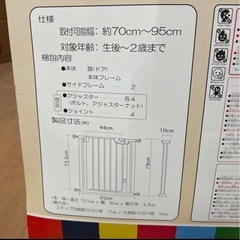 仕様
取付可能幅：約70cm～95cm
対象年齢：生後～2歳まで
梱包内容
●本体 扉(ドア) 本体フレーム
●サイドフレーム 2
●アジャスター 各4
(ボルト、アジャスターナット)
●ジョイント 4
製品寸法(約)
44cm
10cm
73.5cm
79cm
65cm